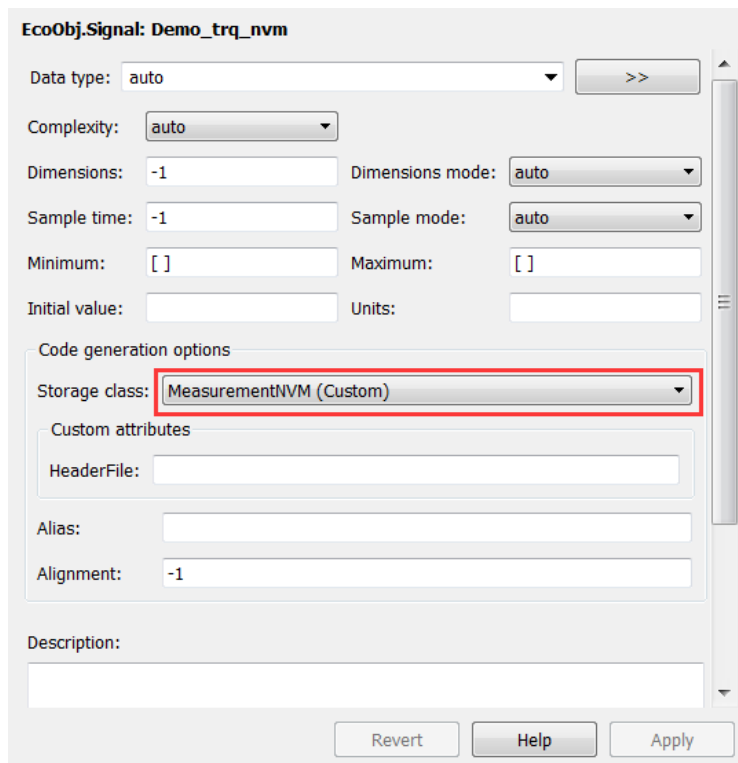 EcoObj.Signal: Demo_trq_nvm
Data type: auto >>
Complexity: auto
Dimensions: -1 Dimensions mode: auto
Sample time: -1 Sample mode: auto
Minimum: [ ] Maximum: [ ]
Initial value: Units:
Code generation options
Storage class: MeasurementNVM (Custom)
Custom attributes
HeaderFile:
Alias:
Alignment: -1
Description:
Revert Help Apply